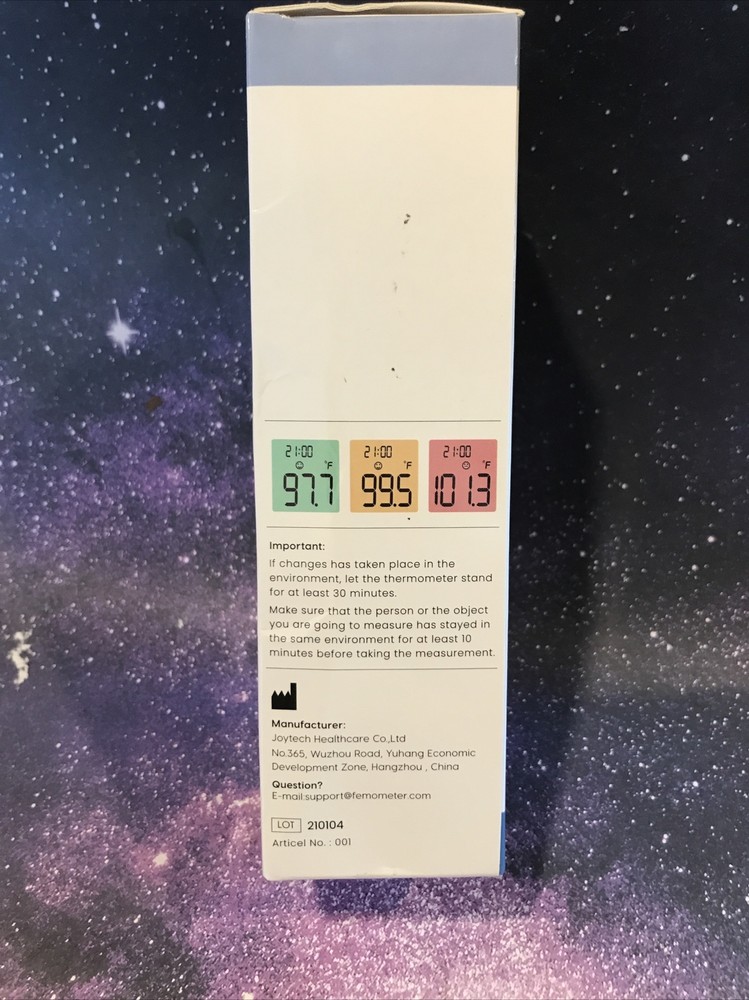 21:00 21:00 21:00
°F °F °F
97.7 99.5 101.3
Important:
If changes has taken place in the
environment, let the thermometer stand
for at least 30 minutes.
Make sure that the person or the object
you are going to measure has stayed in
the same environment for at least 10
minutes before taking the measurement.
Manufacturer:
Joytech Healthcare Co.,Ltd
No.365, Wuzhou Road, Yuhang Economic
Development Zone, Hangzhou , China
Question?
E-mail:support@femometer.com
LOT 210104
Articel No. : 001